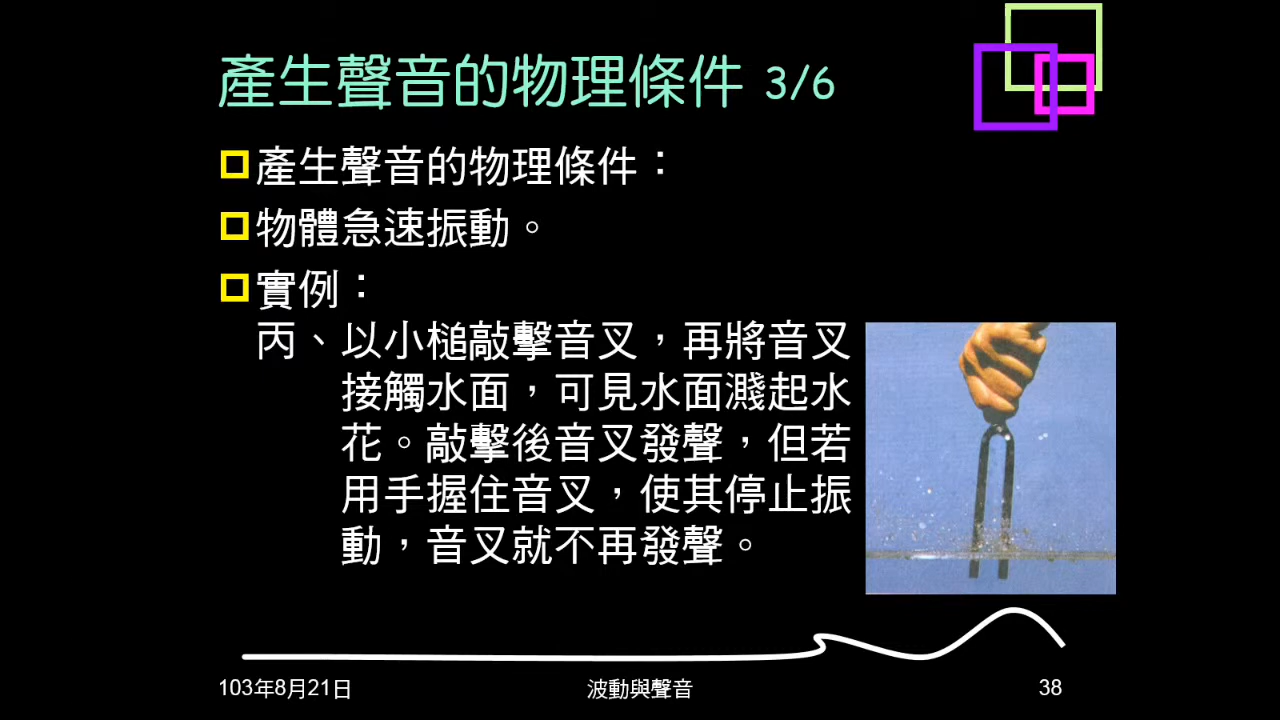 產生聲音的物理條件 3/6
產生聲音的物理條件：
物體急速振動。
實例：
丙、以小槌敲擊音叉，再將音叉
接觸水面，可見水面濺起水
花。敲擊後音叉發聲，但若
用手握住音叉，使其停止振
動，音叉就不再發聲。
103年8月21日
波動與聲音
38